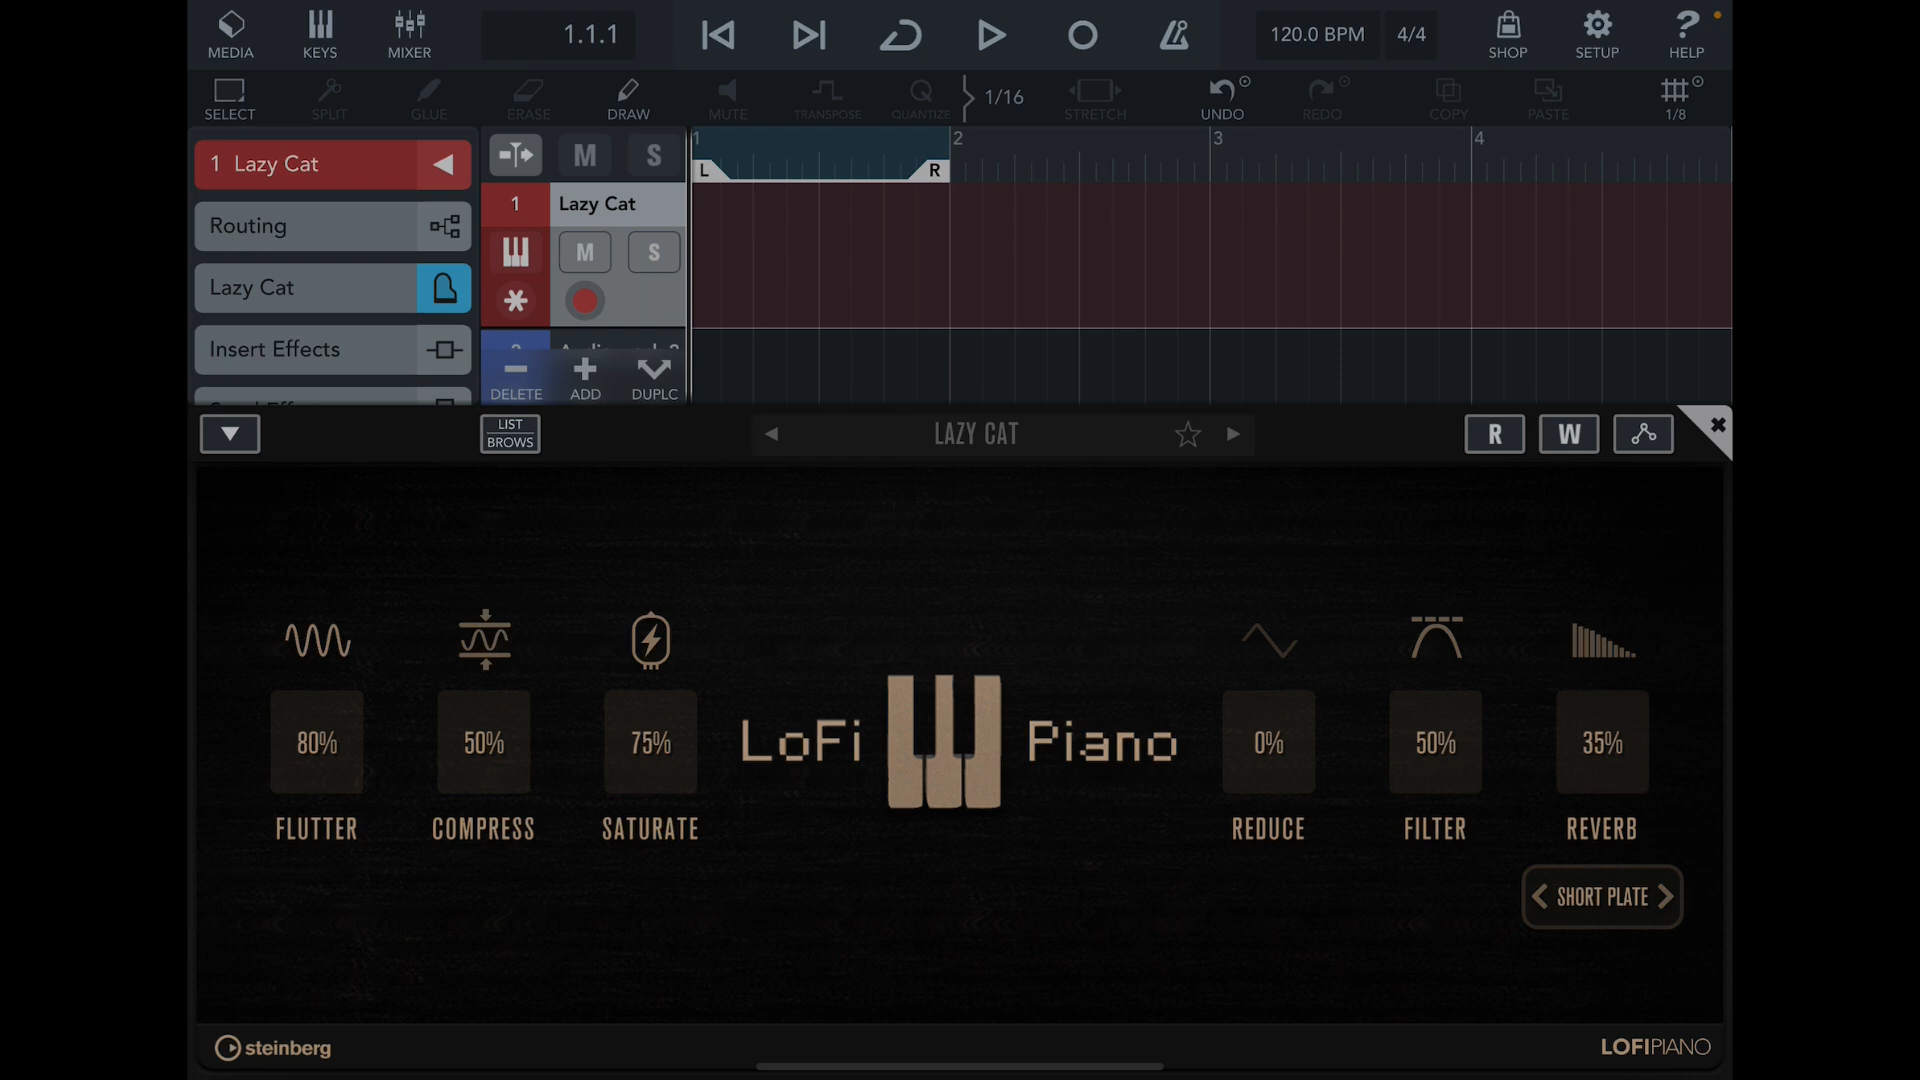 MEDIA
KEYS
MIXER
1.1.1
120.0 BPM
4/4
SHOP
SETUP
HELP
SELECT
SPLIT
GLUE
ERASE
DRAW
MUTE
TRANSPOSE
QUANTIZE
1/16
STRETCH
UNDO
REDO
COPY
PASTE
1/8
1 Lazy Cat
M
S
1
2
3
4
L
R
1
Lazy Cat
Routing
M
S
Lazy Cat
Insert Effects
DELETE
ADD
DUPLC
LIST
BROWS
LAZY CAT
R
W
LoFi
Piano
80%
50%
75%
0%
50%
35%
FLUTTER
COMPRESS
SATURATE
REDUCE
FILTER
REVERB
SHORT PLATE
steinberg
LOFIPIANO